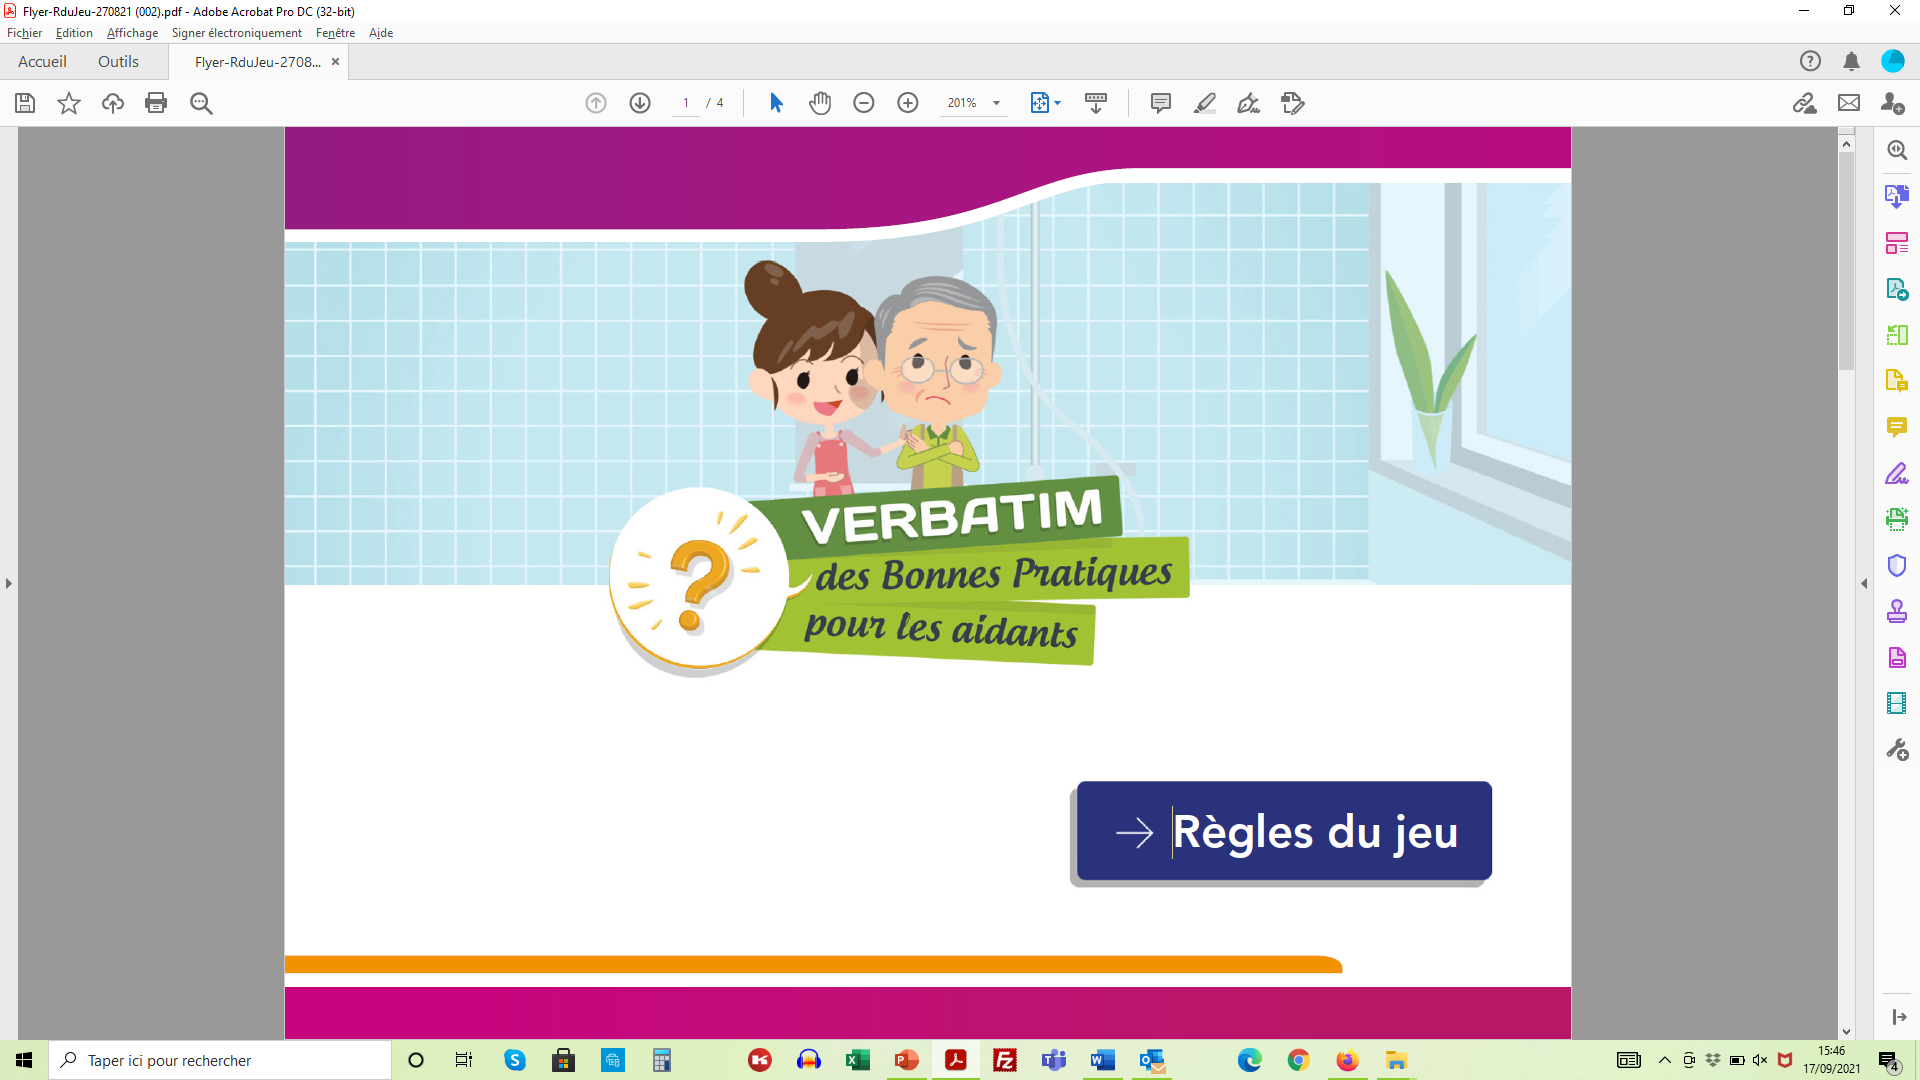 Flyer-RduJeu-270821 (002).pdf - Adobe Acrobat Pro DC (32-bit)
Fichier Edition Affichage Signer électroniquement Fenêtre Aide
Accueil Outils Flyer-RduJeu-2708... ×
1 / 4 201%
VERBATIM
des Bonnes Pratiques
pour les aidants
?
→ Règles du jeu
Taper ici pour rechercher
15:46
17/09/2021
4